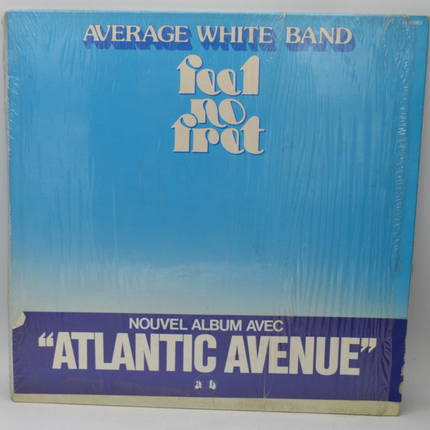 AVERAGE WHITE BAND
feel
no
fret
NOUVEL ALBUM AVEC
"ATLANTIC AVENUE"